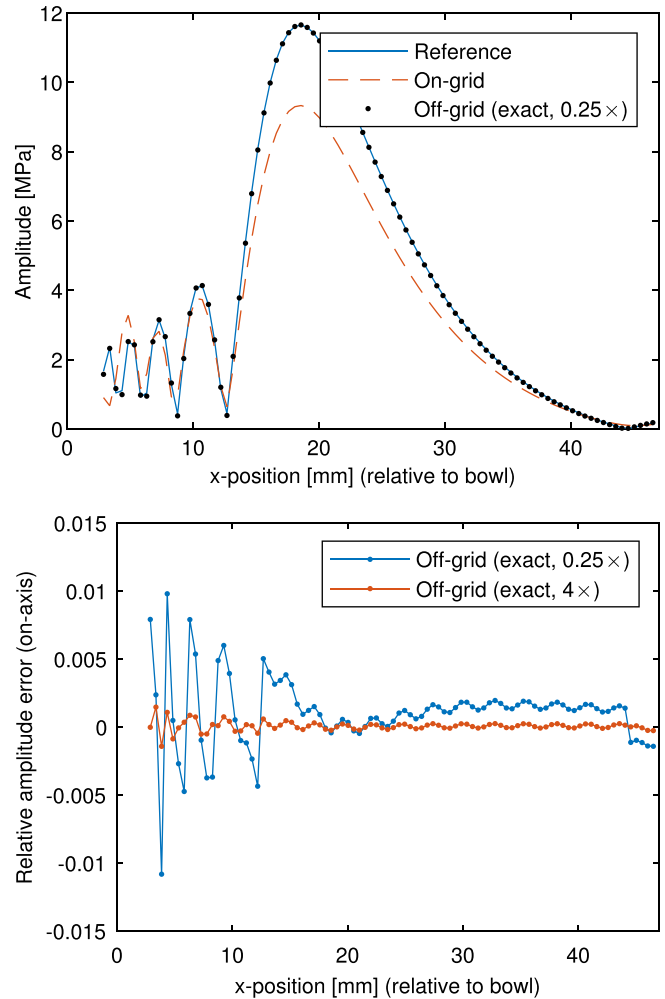 12
10
8
6
4
2
0
Amplitude [MPa]
Reference
On-grid
Off-grid (exact, 0.25×)
0 10 20 30 40
x-position [mm] (relative to bowl)
0.015
0.01
0.005
0
-0.005
-0.01
-0.015
Relative amplitude error (on-axis)
Off-grid (exact, 0.25×)
Off-grid (exact, 4×)
0 10 20 30 40
x-position [mm] (relative to bowl)